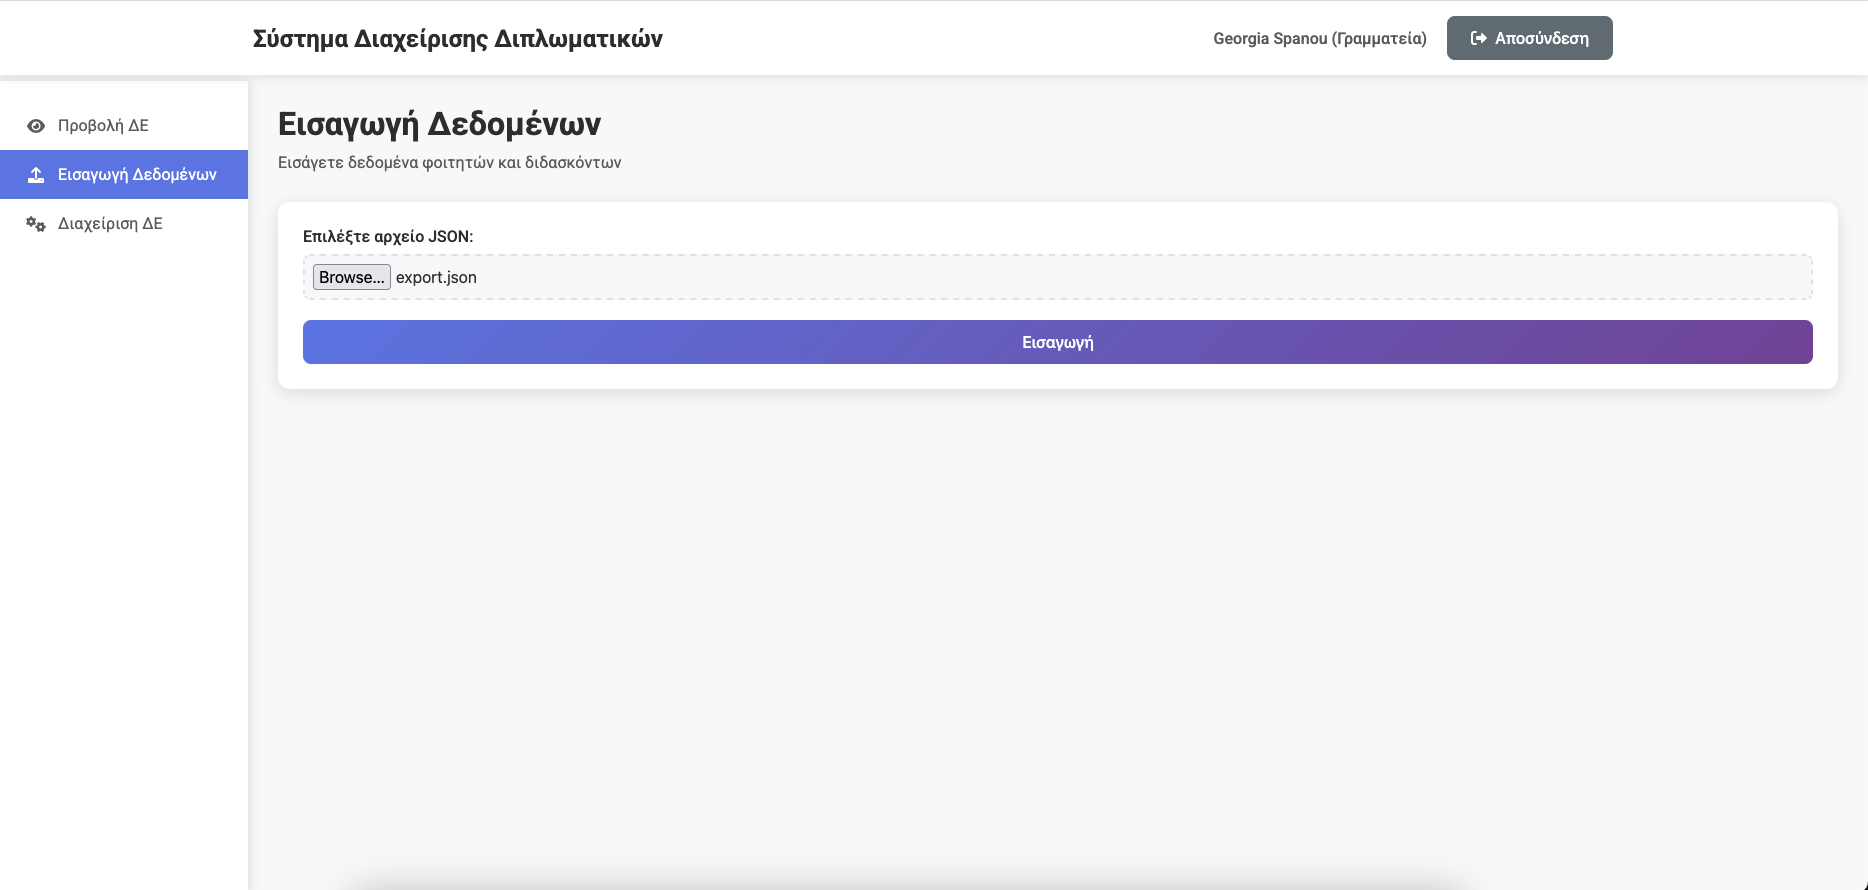 Σύστημα Διαχείρισης Διπλωματικών
Georgia Spanou (Γραμματεία)
Αποσύνδεση
Προβολή ΔΕ
Εισαγωγή Δεδομένων
Διαχείριση ΔΕ
Εισαγωγή Δεδομένων
Εισάγετε δεδομένα φοιτητών και διδασκόντων
Επιλέξτε αρχείο JSON:
Browse... export.json
Εισαγωγή